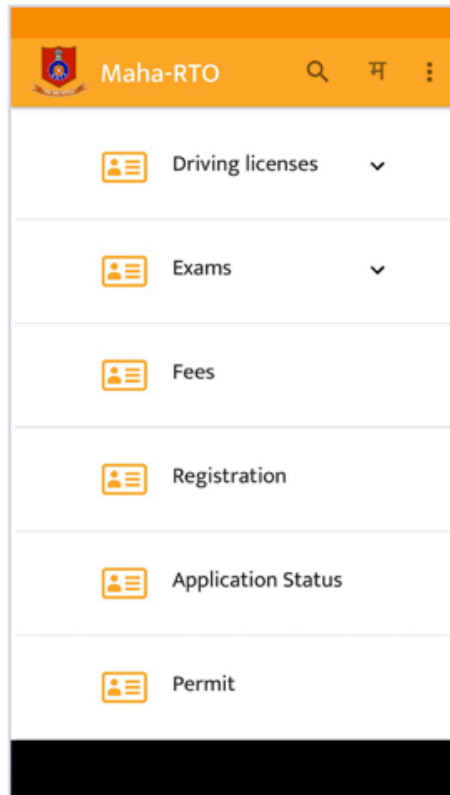 Maha-RTO म
Driving licenses
Exams
Fees
Registration
Application Status
Permit